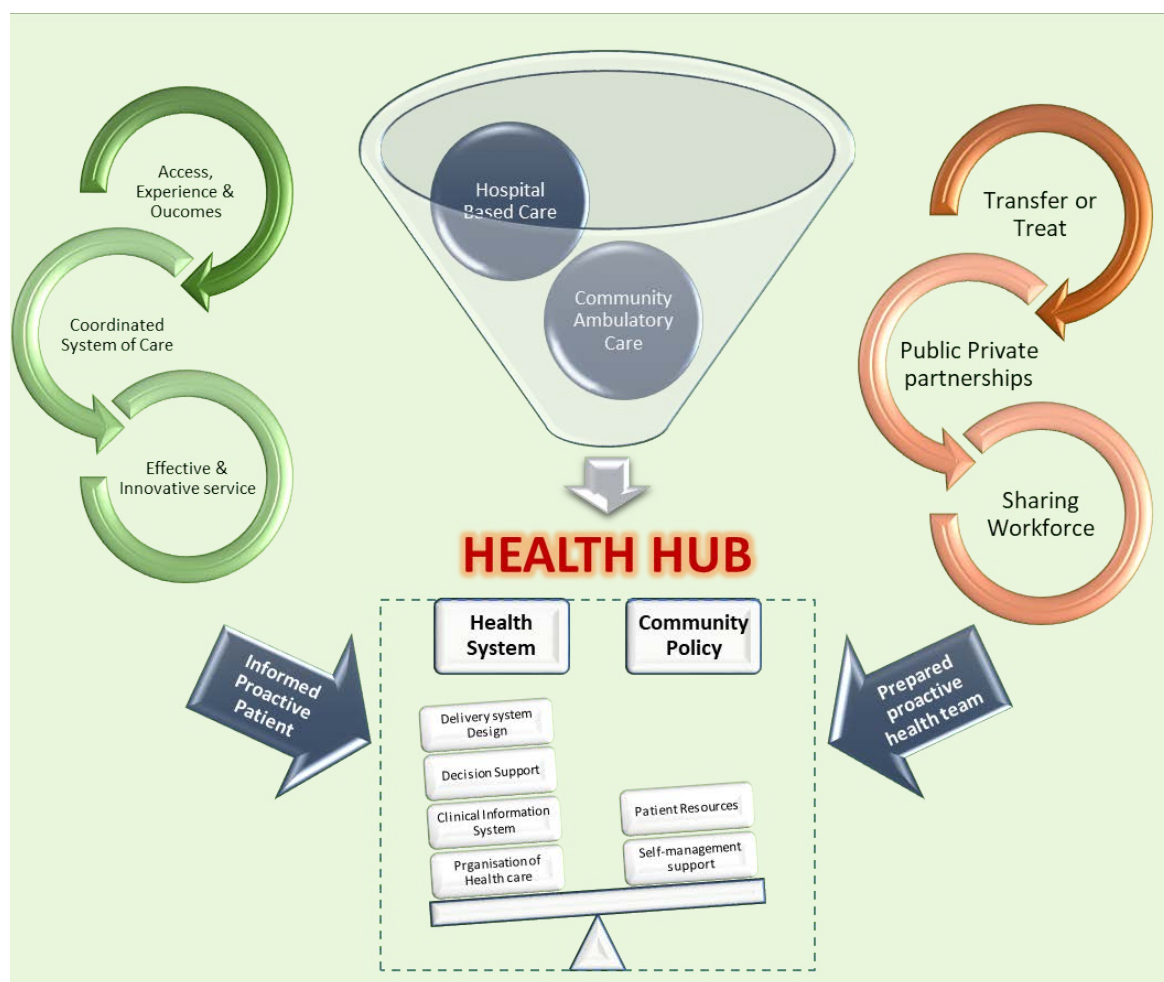 Access,
Experience &
Oucomes
Coordinated
System of Care
Effective &
Innovative service
Hospital
Based Care
Community
Ambulatory
Care
Transfer or
Treat
Public Private
partnerships
Sharing
Workforce
HEALTH HUB
Informed
Proactive
Patient
Health
System
Community
Policy
Prepared
proactive
health team
Delivery system
Design
Decision Support
Clinical Information
System
Prganisation of
Health care
Patient Resources
Self-management
support